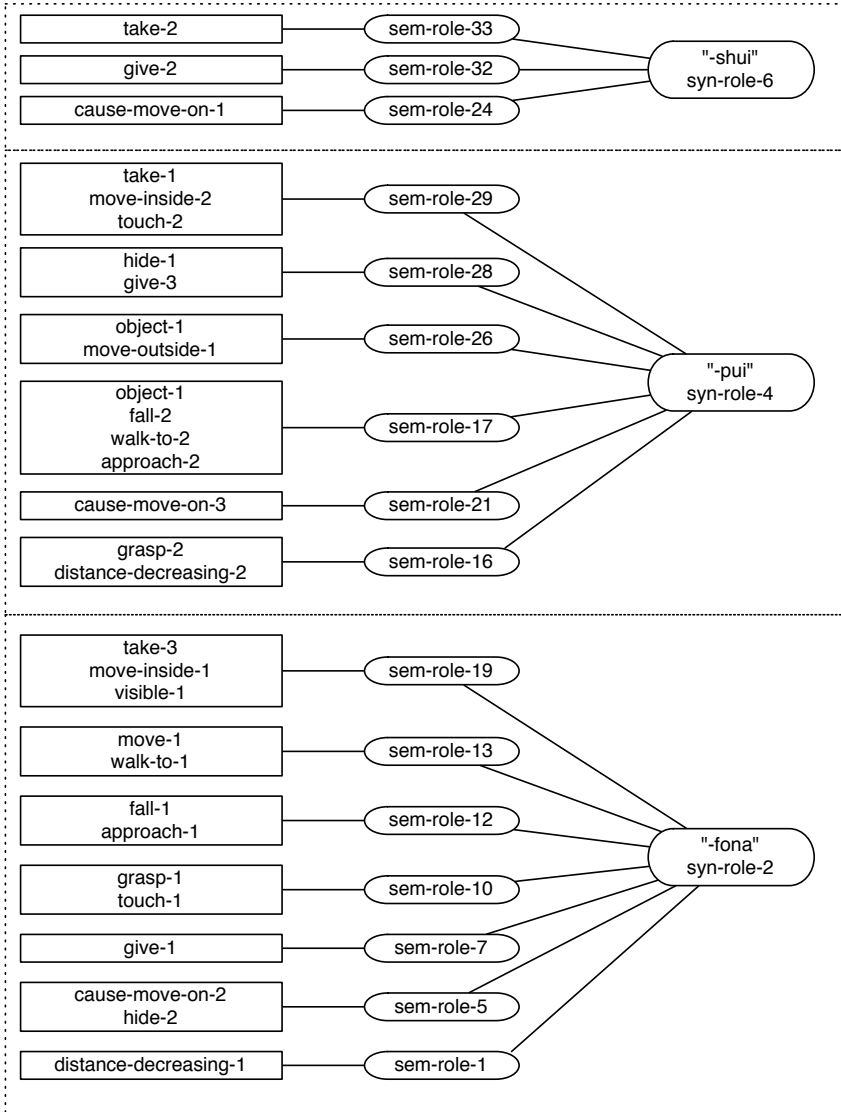 take-2
sem-role-33
give-2
sem-role-32
cause-move-on-1
sem-role-24
"-shui"
syn-role-6
take-1
move-inside-2
touch-2
sem-role-29
hide-1
give-3
sem-role-28
object-1
move-outside-1
sem-role-26
object-1
fall-2
walk-to-2
approach-2
sem-role-17
cause-move-on-3
sem-role-21
grasp-2
distance-decreasing-2
sem-role-16
"-pui"
syn-role-4
take-3
move-inside-1
visible-1
sem-role-19
move-1
walk-to-1
sem-role-13
fall-1
approach-1
sem-role-12
grasp-1
touch-1
sem-role-10
give-1
sem-role-7
cause-move-on-2
hide-2
sem-role-5
distance-decreasing-1
sem-role-1
"-fona"
syn-role-2